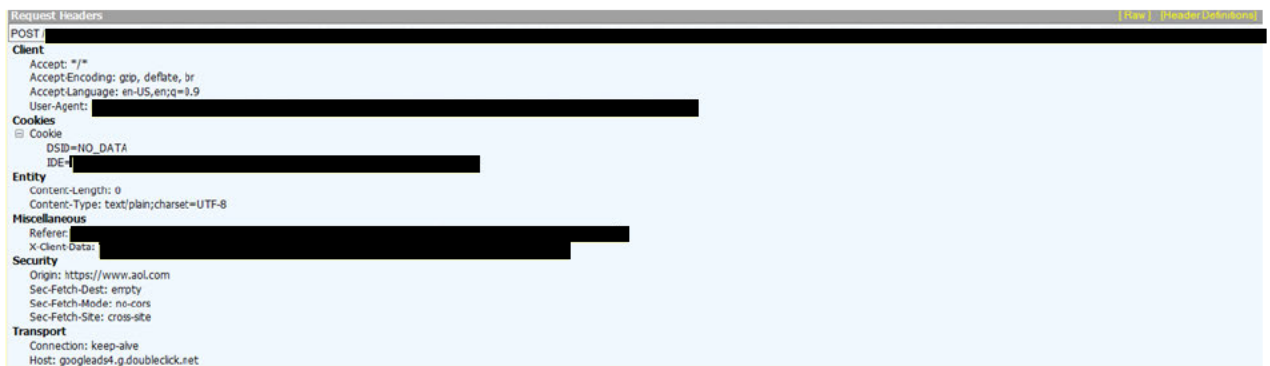 Request Headers [ Raw ] [Header Definitions]
POST /
Client
Accept: */*
Accept-Encoding: gzip, deflate, br
Accept-Language: en-US,en;q=0.9
User-Agent:
Cookies
Cookie
DSID=NO_DATA
IDE=
Entity
Content-Length: 0
Content-Type: text/plain;charset=UTF-8
Miscellaneous
Referer:
X-Client-Data:
Security
Origin: https://www.aol.com
Sec-Fetch-Dest: empty
Sec-Fetch-Mode: no-cors
Sec-Fetch-Site: cross-site
Transport
Connection: keep-alive
Host: googleads4.g.doubleclick.net